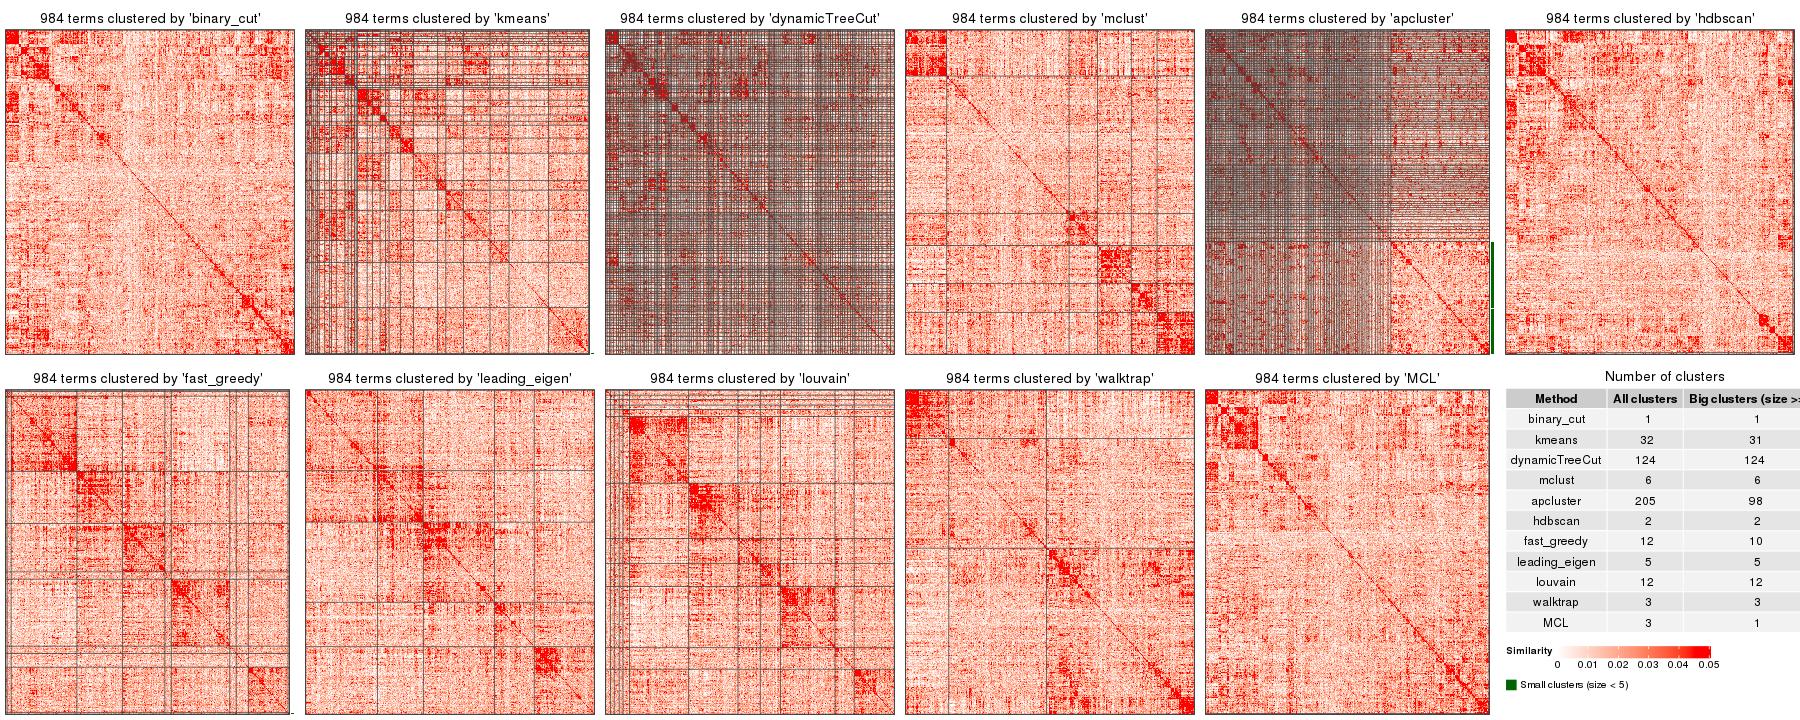 984 terms clustered by 'binary_cut'
984 terms clustered by 'kmeans'
984 terms clustered by 'dynamicTreeCut'
984 terms clustered by 'mclust'
984 terms clustered by 'apcluster'
984 terms clustered by 'hdbscan'
984 terms clustered by 'fast_greedy'
984 terms clustered by 'leading_eigen'
984 terms clustered by 'louvain'
984 terms clustered by 'walktrap'
984 terms clustered by 'MCL'
Number of clusters
Method All clusters Big clusters (size >=
binary_cut 1 1
kmeans 32 31
dynamicTreeCut 124 124
mclust 6 6
apcluster 205 98
hdbscan 2 2
fast_greedy 12 10
leading_eigen 5 5
louvain 12 12
walktrap 3 3
MCL 3 1
Similarity
0 0.01 0.02 0.03 0.04 0.05
Small clusters (size < 5)